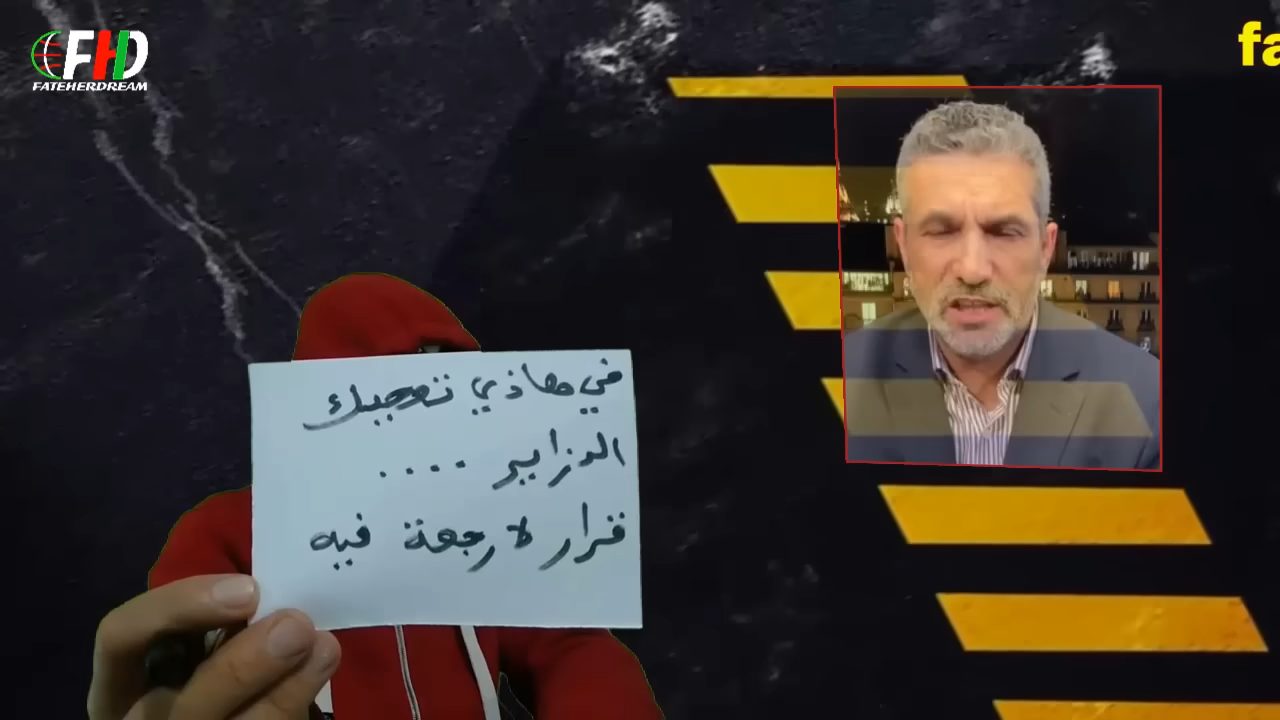 FHD
FATEHERDREAM
fa
في هاذي تعجبك
الدزاير ....
قرار لا رجعة فيه